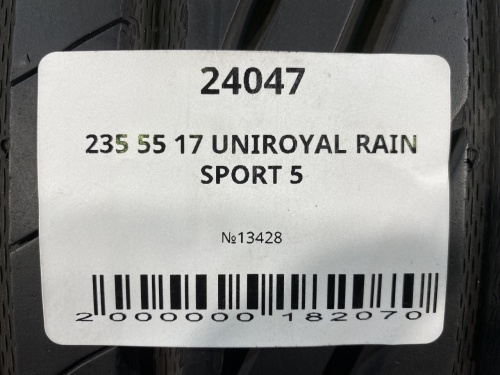 24047
235 55 17 UNIROYAL RAIN
SPORT 5
№13428
2 000000 182070